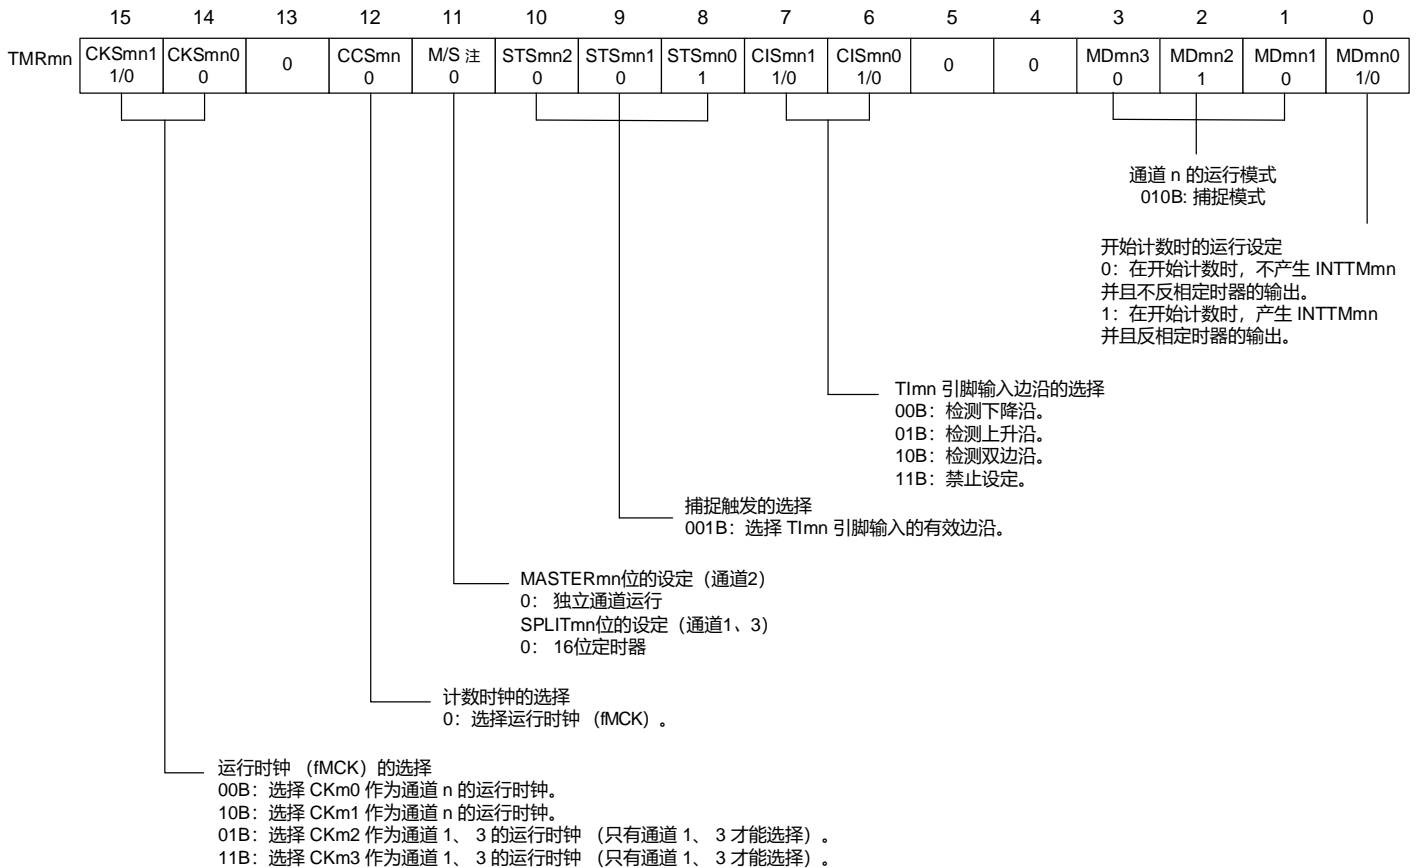 15 14 13 12 11 10 9 8 7 6 5 4 3 2 1 0
TMRmn CKSmn1 CKSmn0 0 CCSmn M/S 注 STSmn2 STSmn1 STSmn0 CISmn1 CISmn0 0 0 MDmn3 MDmn2 MDmn1 MDmn0
1/0 0 0 0 0 0 1 1/0 1/0 0 1 0 1/0
通道 n 的运行模式
010B: 捕捉模式
开始计数时的运行设定
0：在开始计数时，不产生 INTTMmn
并且不反相定时器的输出。
1：在开始计数时，产生 INTTMmn
并且反相定时器的输出。
TImn 引脚输入边沿的选择
00B：检测下降沿。
01B：检测上升沿。
10B：检测双边沿。
11B：禁止设定。
捕捉触发的选择
001B：选择 TImn 引脚输入的有效边沿。
MASTERmn位的设定（通道2）
0： 独立通道运行
SPLITmn位的设定（通道1、3）
0： 16位定时器
计数时钟的选择
0：选择运行时钟 （fMCK）。
运行时钟 （fMCK）的选择
00B：选择 CKm0 作为通道 n 的运行时钟。
10B：选择 CKm1 作为通道 n 的运行时钟。
01B：选择 CKm2 作为通道 1、 3 的运行时钟 （只有通道 1、 3 才能选择）。
11B：选择 CKm3 作为通道 1、 3 的运行时钟 （只有通道 1、 3 才能选择）。